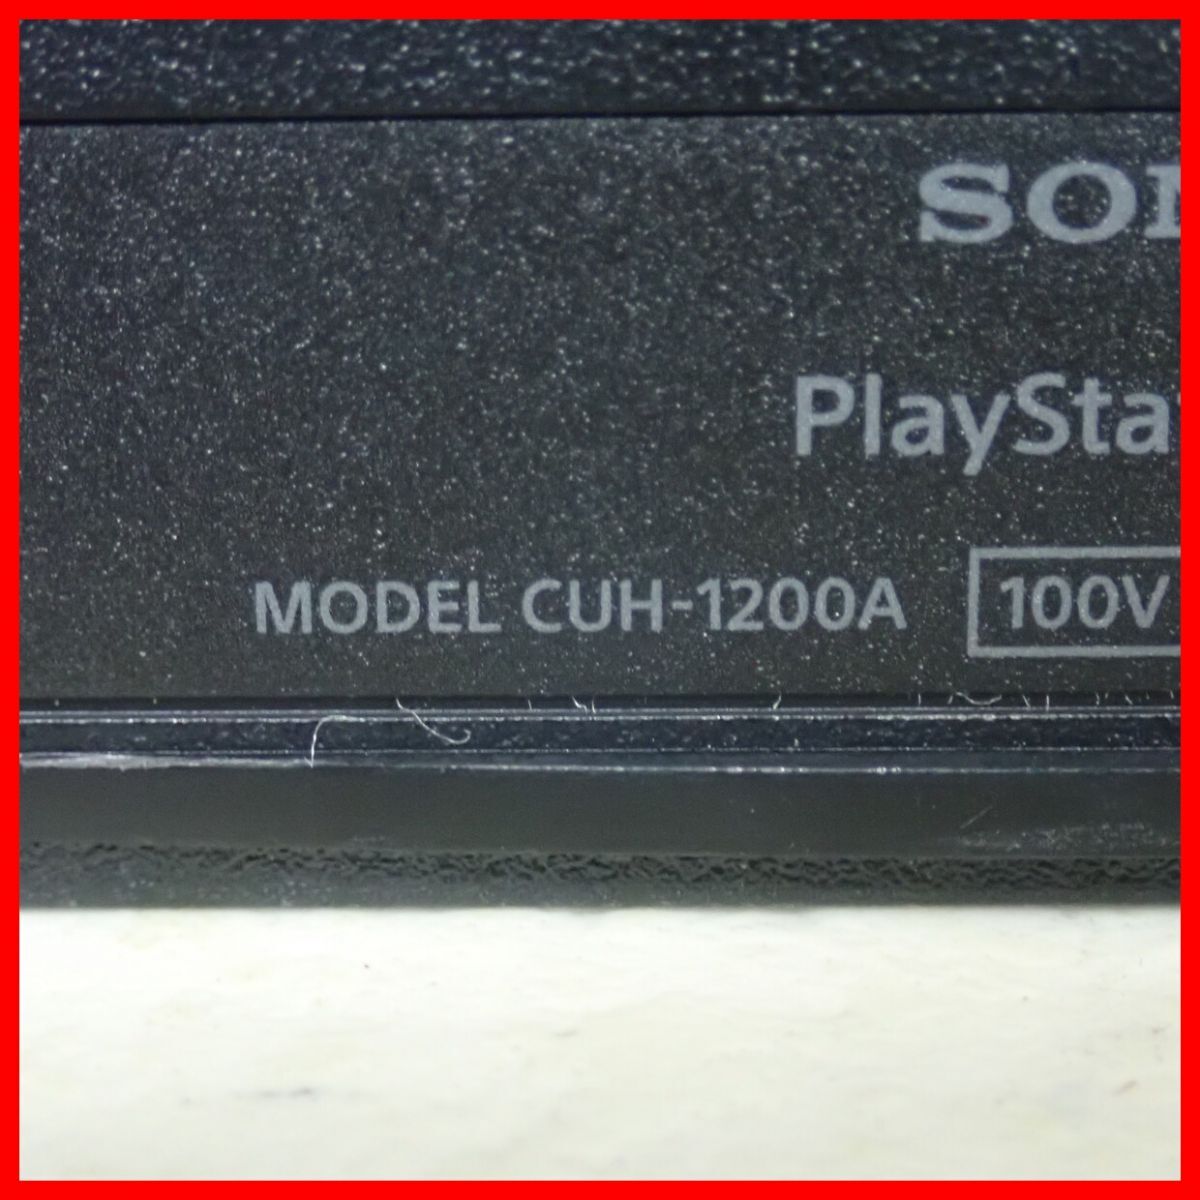 SON
PlaySta
MODEL CUH-1200A 100V